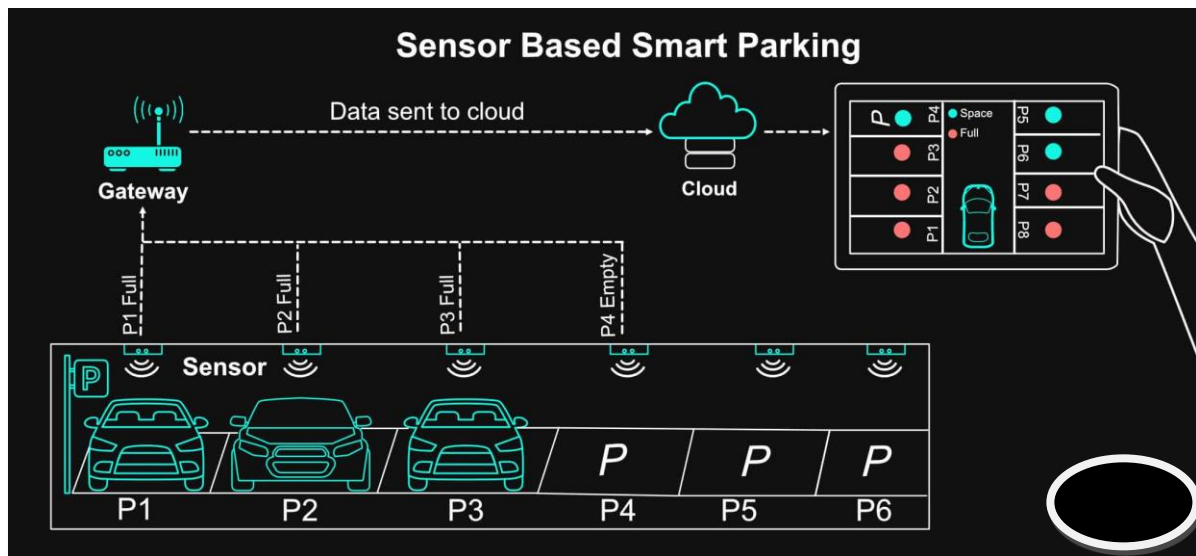 Sensor Based Smart Parking
Data sent to cloud
Gateway
Cloud
P
P4
Space
Full
P3
P2
P1
P5
P6
P7
P8
P1 Full
P2 Full
P3 Full
P4 Empty
P
Sensor
P
P
P
P1
P2
P3
P4
P5
P6